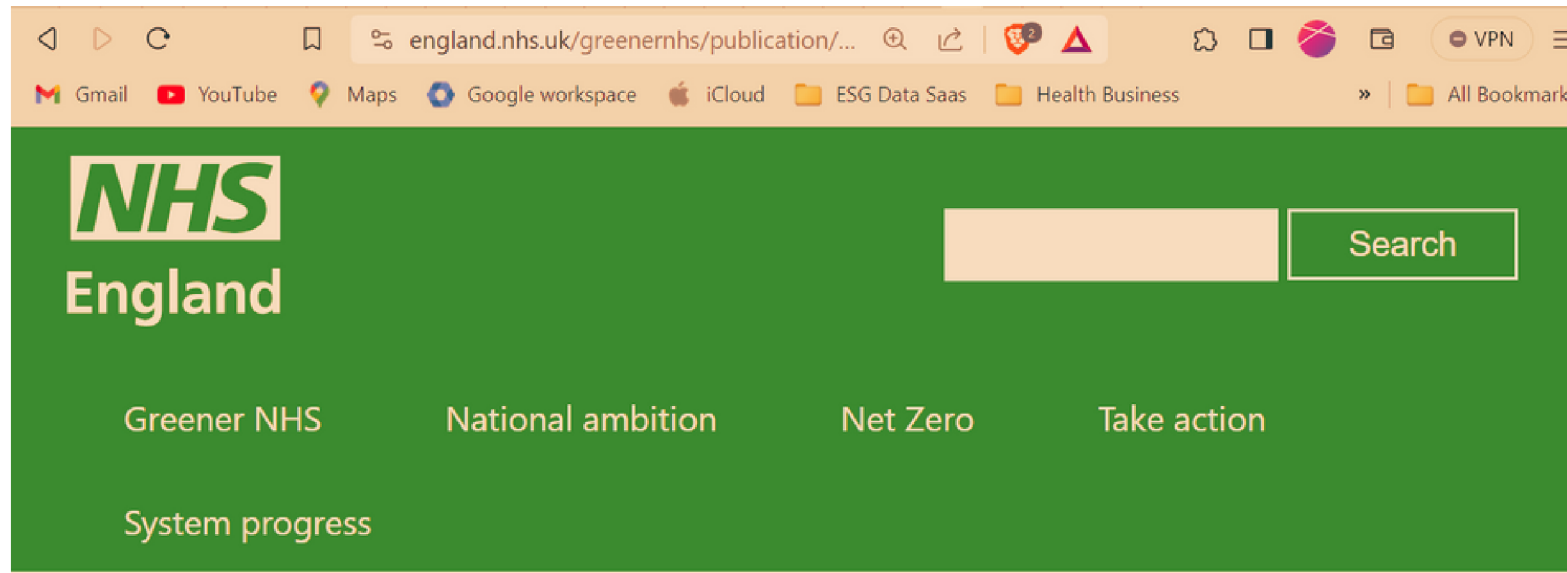 england.nhs.uk/greenernhs/publication/... 2 VPN
Gmail YouTube Maps Google workspace iCloud ESG Data Saas Health Business » All Bookmark
NHS
England
Search
Greener NHS National ambition Net Zero Take action
System progress